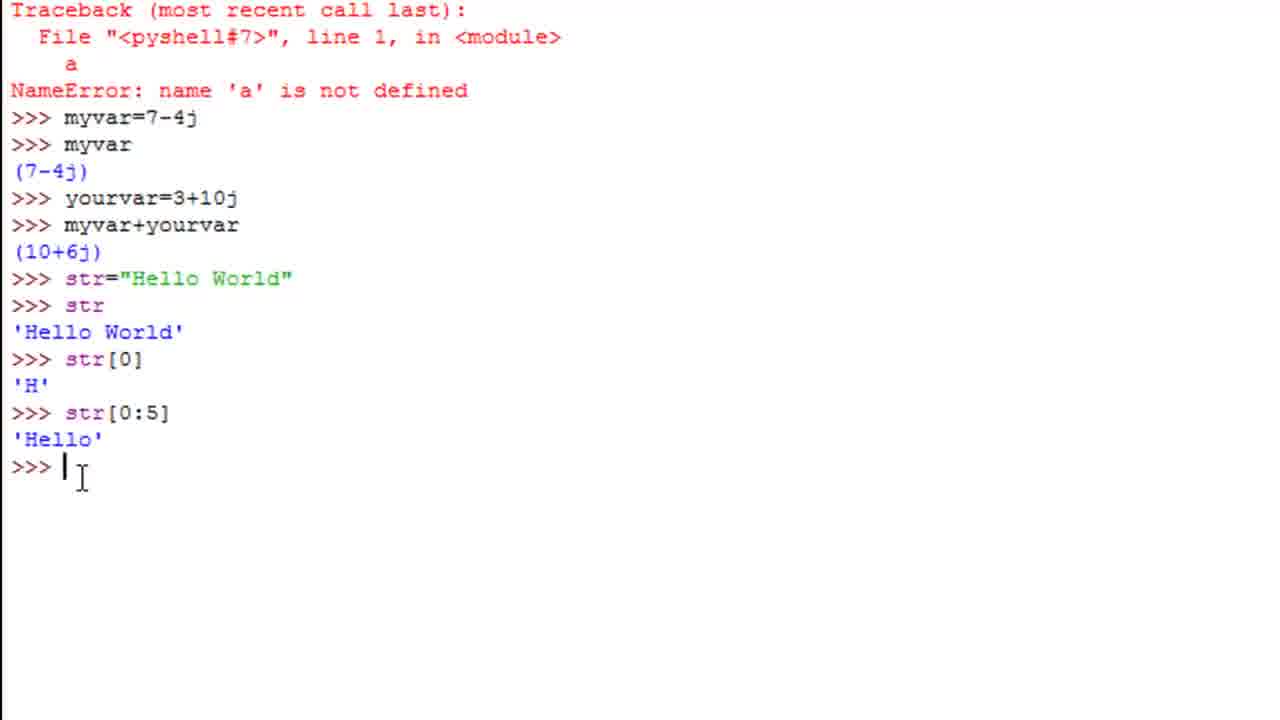 Traceback (most recent call last):
  File "<pyshell#7>", line 1, in <module>
    a
NameError: name 'a' is not defined
>>> myvar=7-4j
>>> myvar
(7-4j)
>>> yourvar=3+10j
>>> myvar+yourvar
(10+6j)
>>> str="Hello World"
>>> str
'Hello World'
>>> str[0]
'H'
>>> str[0:5]
'Hello'
>>>